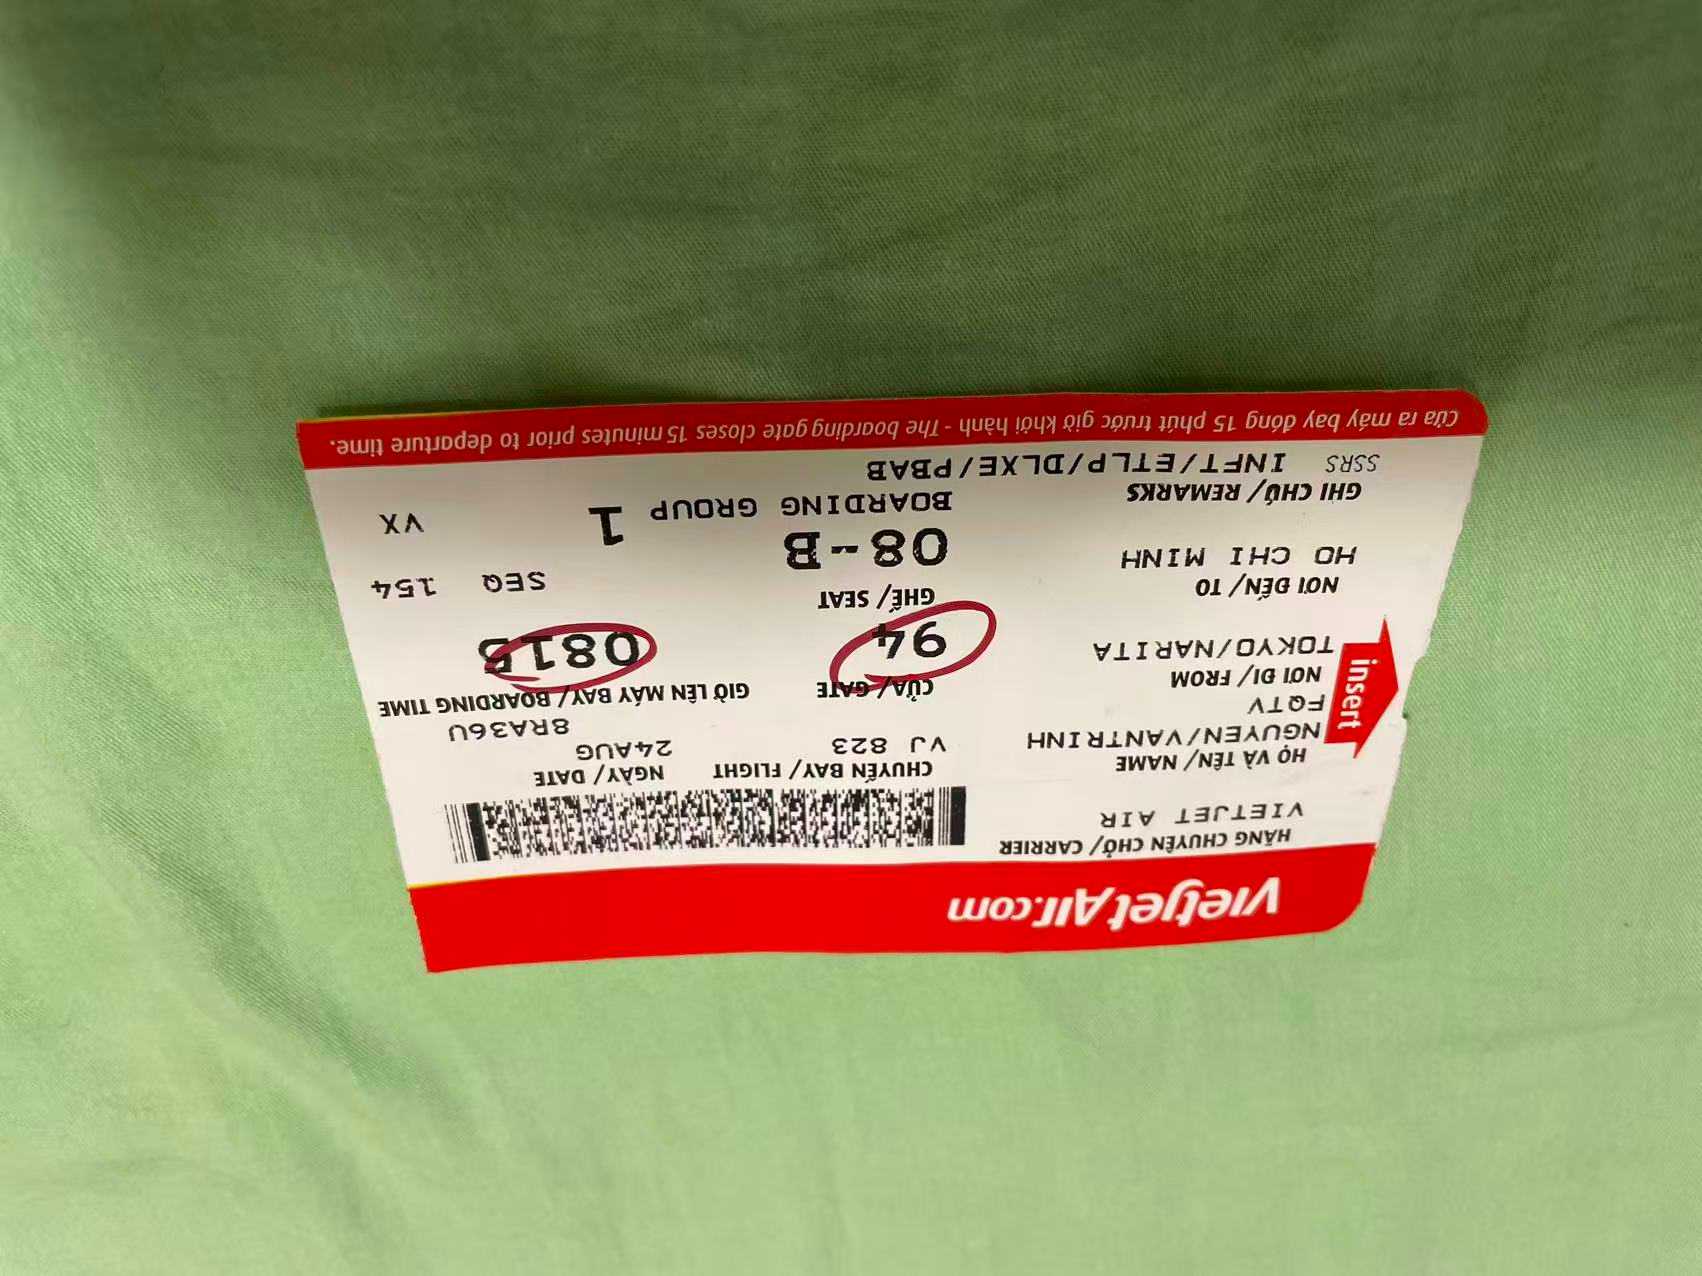 vietjetAir.com
HÃNG CHUYÊN CHỞ/ CARRIER
VIETJET AIR
HỌ VÀ TÊN/ NAME
NGUYEN/VANTRINH
FQTV
NƠI ĐI/ FROM
TOKYO/NARITA
NƠI ĐẾN/ TO
HO CHI MINH
GHI CHÚ/ REMARKS
SSRS INFT/ETLP/DLXE/PBAB
insert
CHUYẾN BAY/ FLIGHT NGÀY/ DATE
VJ 823 24AUG
8RA36U
CỬA/ GATE GIỜ LÊN MÁY BAY/ BOARDING TIME
94 0815
GHẾ/ SEAT
08-B SEQ 154
BOARDING GROUP 1 VX
Cửa ra máy bay đóng 15 phút trước giờ khởi hành - The boarding gate closes 15 minutes prior to departure time.